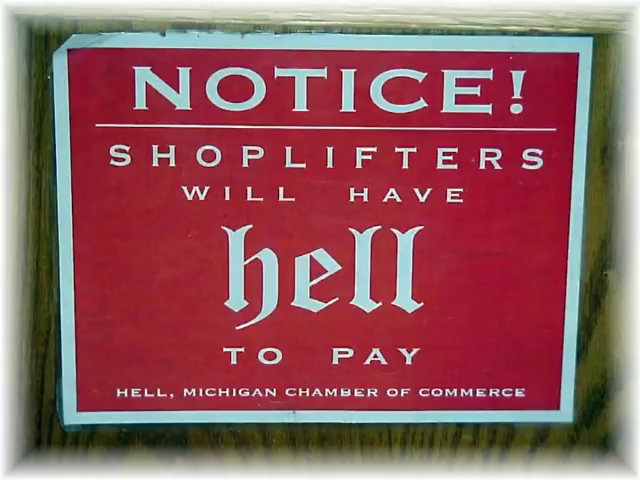 NOTICE!
SHOPLIFTERS
WILL HAVE
hell
TO PAY
HELL, MICHIGAN CHAMBER OF COMMERCE